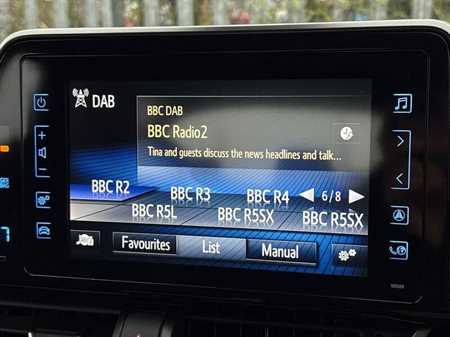 DAB
BBC DAB
BBC Radio2
Tina and guests discuss the news headlines and talk...
BBC R2
BBC R3
BBC R4
6/8
BBC R5L
BBC R5SX
BBC R5SX
Favourites
List
Manual